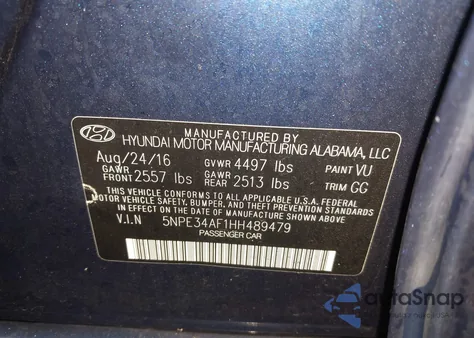 MANUFACTURED BY
HYUNDAI MOTOR MANUFACTURING ALABAMA, LLC
Aug/24/16 GVWR 4497 lbs PAINT VU
GAWR FRONT 2557 lbs GAWR REAR 2513 lbs TRIM GG
THIS VEHICLE CONFORMS TO ALL APPLICABLE U.S. FEDERAL
MOTOR VEHICLE SAFETY, BUMPER, AND THEFT PREVENTION STANDARDS
IN EFFECT ON THE DATE OF MANUFACTURE SHOWN ABOVE.
V.I.N 5NPE34AF1HH489479
PASSENGER CAR
autoSnap